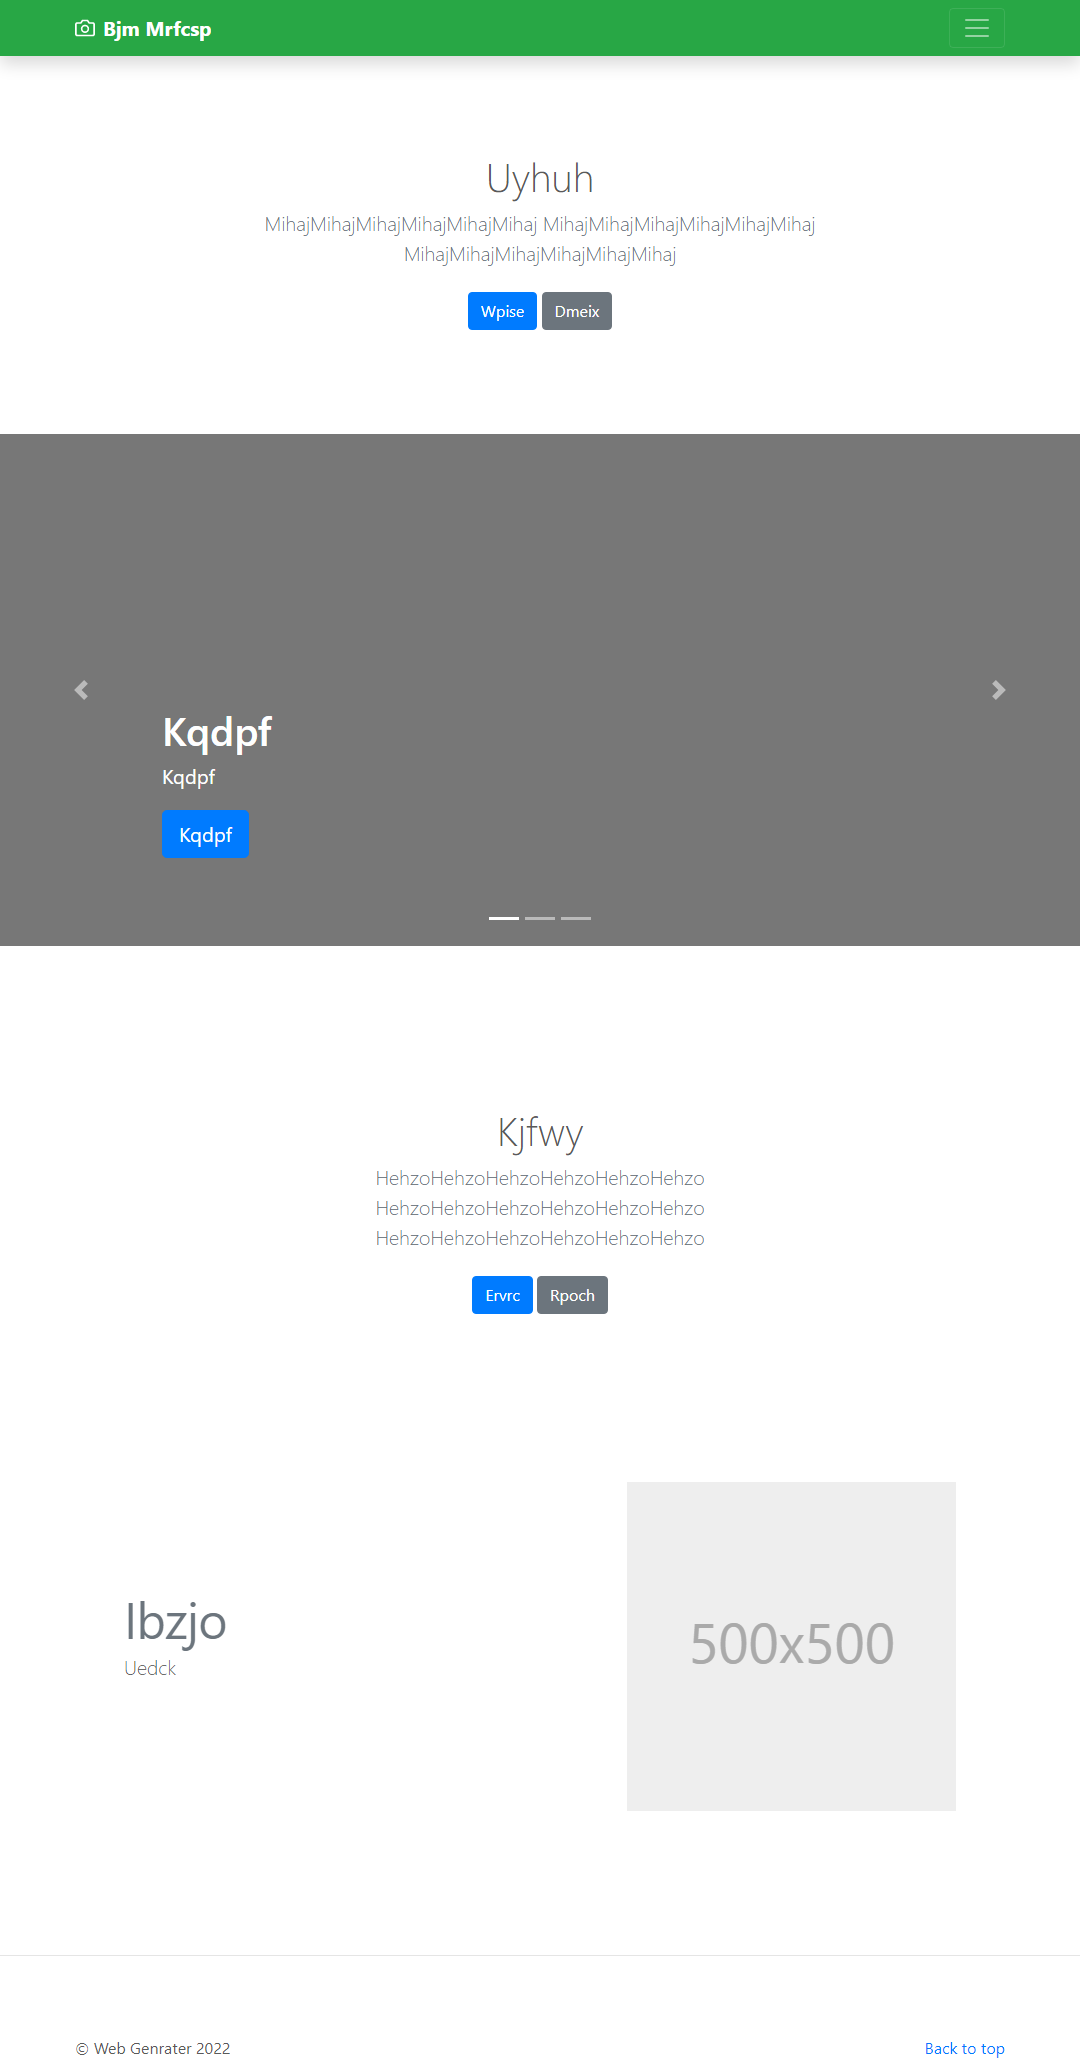 Bjm Mrfcsp
Uyhuh
MihajMihajMihajMihajMihajMihaj MihajMihajMihajMihajMihajMihaj
MihajMihajMihajMihajMihajMihaj
Wpise Dmeix
Kqdpf
Kqdpf
Kqdpf
Kjfwy
HehzoHehzoHehzoHehzoHehzoHehzo
HehzoHehzoHehzoHehzoHehzoHehzo
HehzoHehzoHehzoHehzoHehzoHehzo
Ervrc Rpoch
Ibzjo
Uedck
500x500
© Web Genrater 2022
Back to top